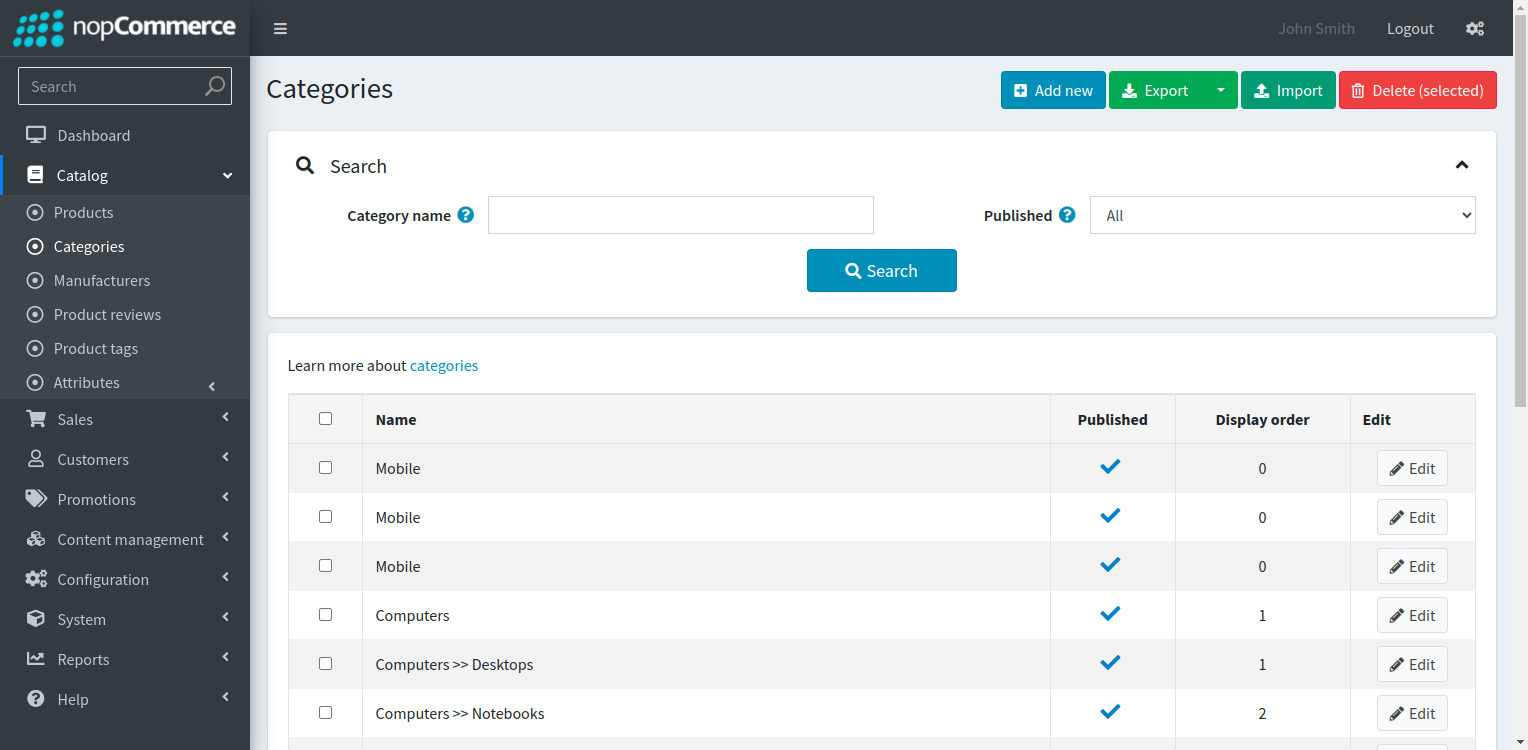 nopCommerce
John Smith
Logout
Search
Dashboard
Catalog
Products
Categories
Manufacturers
Product reviews
Product tags
Attributes
Sales
Customers
Promotions
Content management
Configuration
System
Reports
Help
Categories
Add new
Export
Import
Delete (selected)
Search
Category name ?
Published ?
All
Search
Learn more about categories
Name Published Display order Edit
Mobile 0 Edit
Mobile 0 Edit
Mobile 0 Edit
Computers 1 Edit
Computers >> Desktops 1 Edit
Computers >> Notebooks 2 Edit